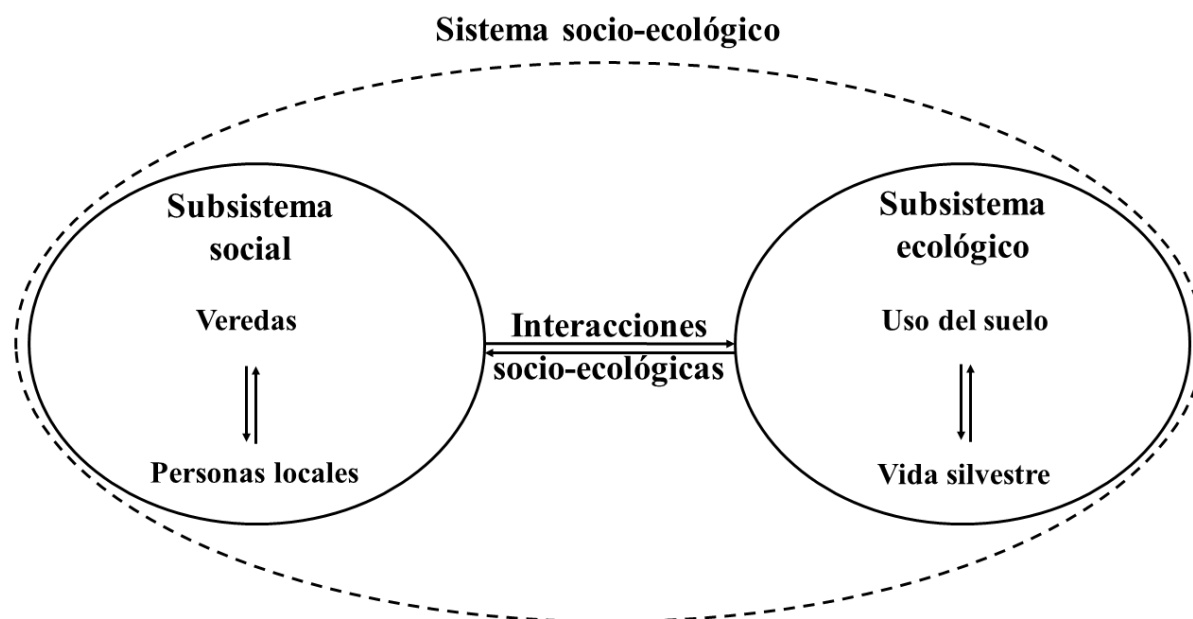 Sistema socio-ecológico
Subsistema
social
Veredas
Personas locales
Interacciones
socio-ecológicas
Subsistema
ecológico
Uso del suelo
Vida silvestre